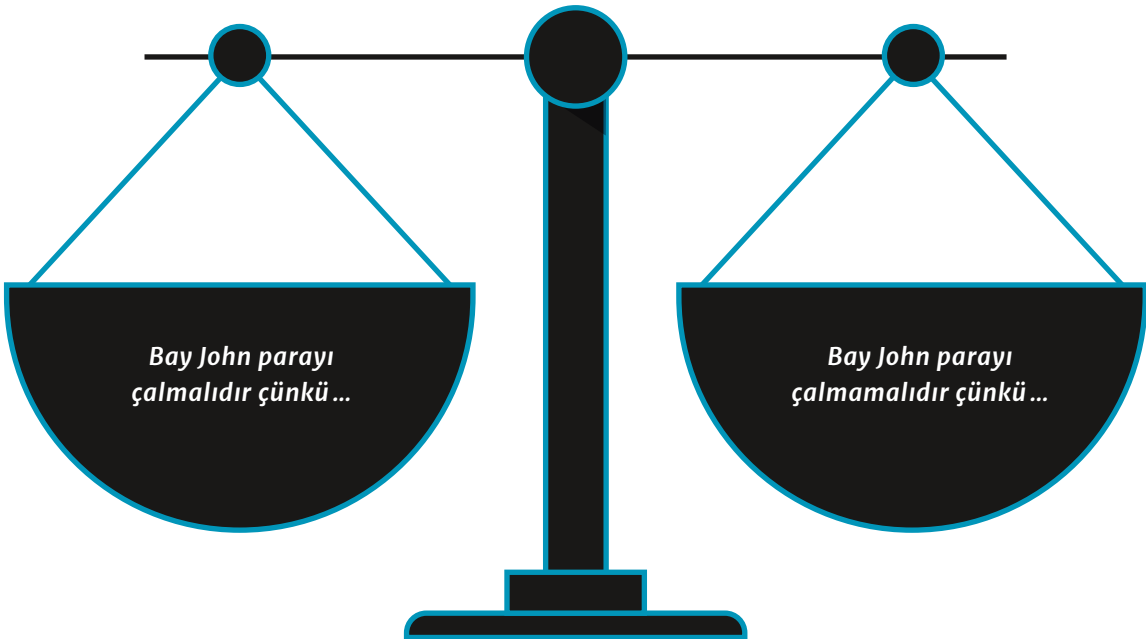 Bay John parayı
çalmalıdır çünkü...
Bay John parayı
çalmamalıdır çünkü...